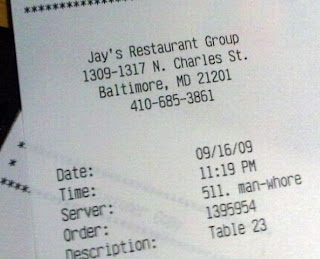 ********************
Jay's Restaurant Group
1309-1317 N. Charles St.
Baltimore, MD 21201
410-685-3861
Date: 09/16/09
Time: 11:19 PM
Server: 511. man-whore
Order: 1395954
Description: Table 23